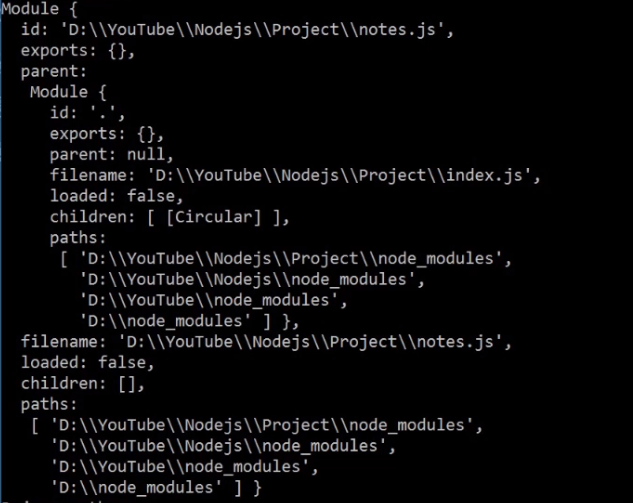 Module {
  id: 'D:\\YouTube\\Nodejs\\Project\\notes.js',
  exports: {},
  parent:
   Module {
     id: '.',
     exports: {},
     parent: null,
     filename: 'D:\\YouTube\\Nodejs\\Project\\index.js',
     loaded: false,
     children: [ [Circular] ],
     paths:
      [ 'D:\\YouTube\\Nodejs\\Project\\node_modules',
        'D:\\YouTube\\Nodejs\\node_modules',
        'D:\\YouTube\\node_modules',
        'D:\\node_modules' ] },
  filename: 'D:\\YouTube\\Nodejs\\Project\\notes.js',
  loaded: false,
  children: [],
  paths:
   [ 'D:\\YouTube\\Nodejs\\Project\\node_modules',
     'D:\\YouTube\\Nodejs\\node_modules',
     'D:\\YouTube\\node_modules',
     'D:\\node_modules' ] }